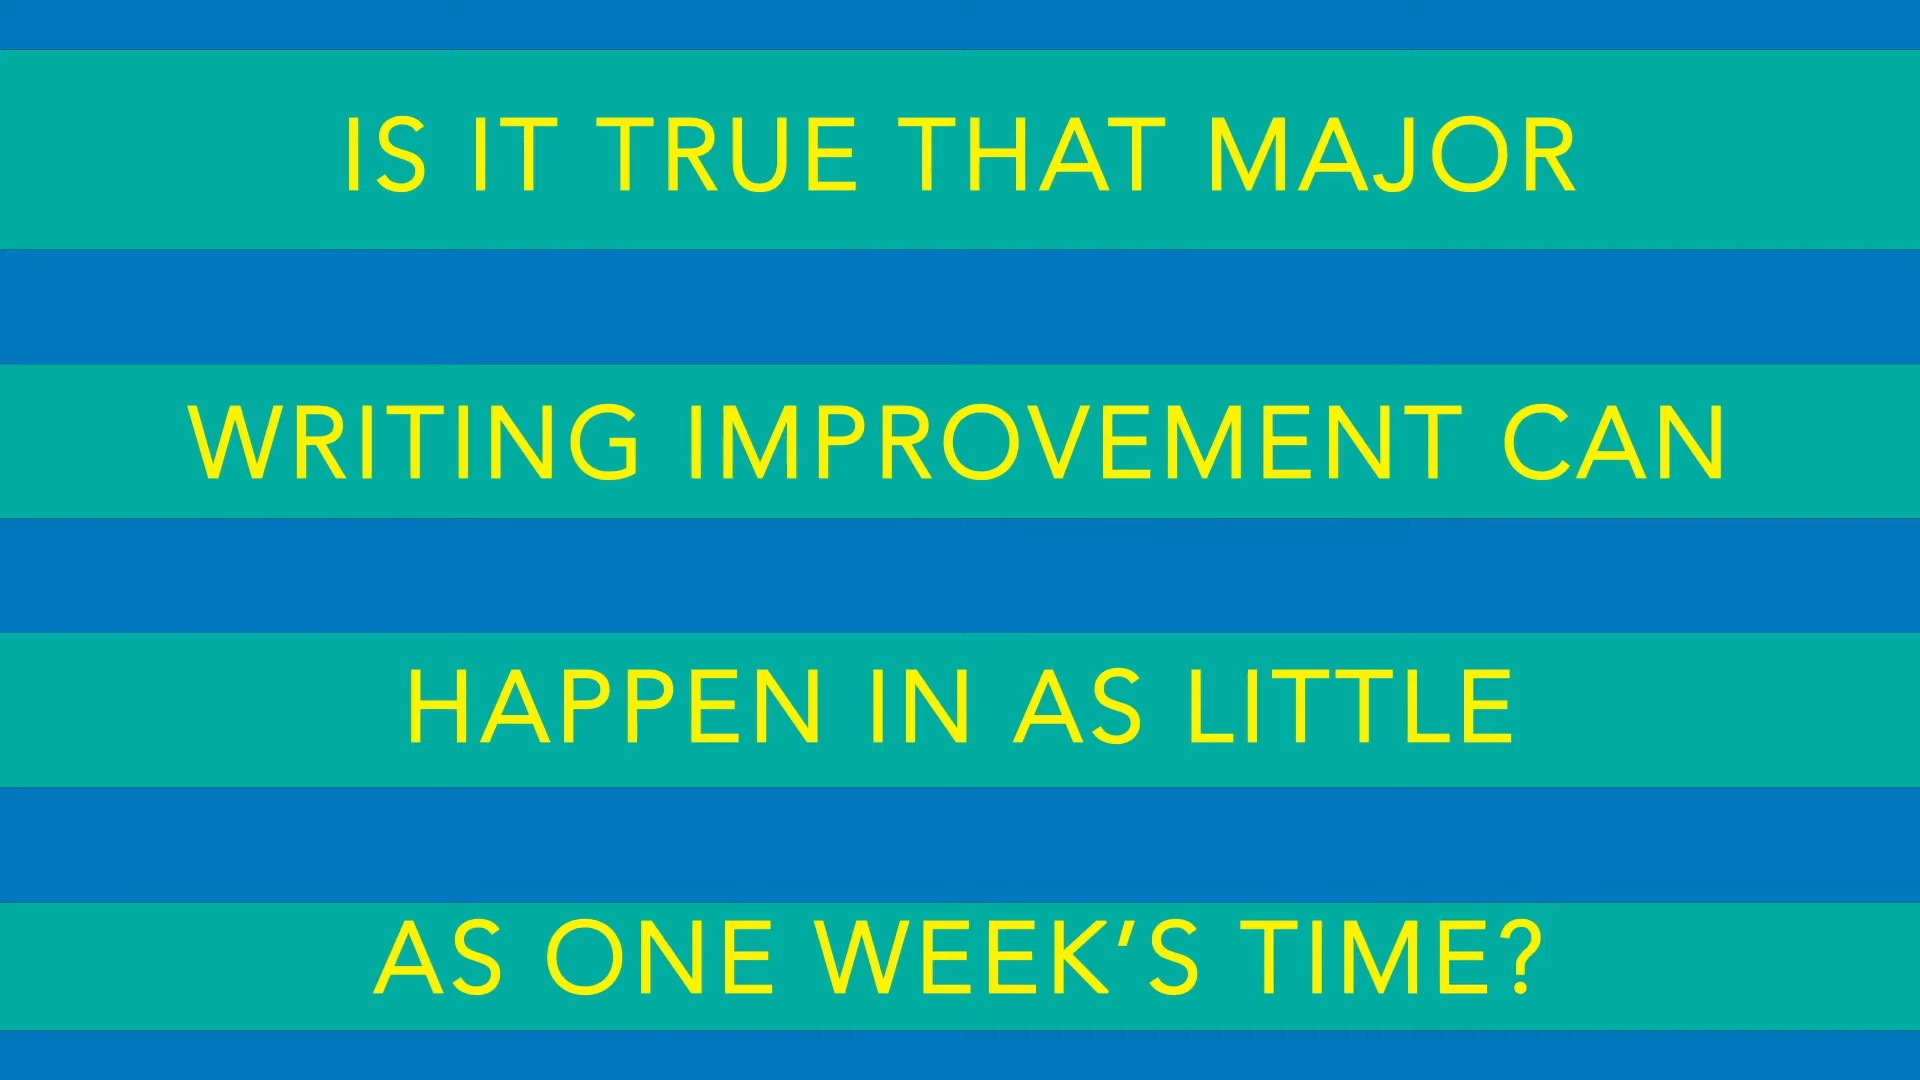 IS IT TRUE THAT MAJOR
WRITING IMPROVEMENT CAN
HAPPEN IN AS LITTLE
AS ONE WEEK’S TIME?